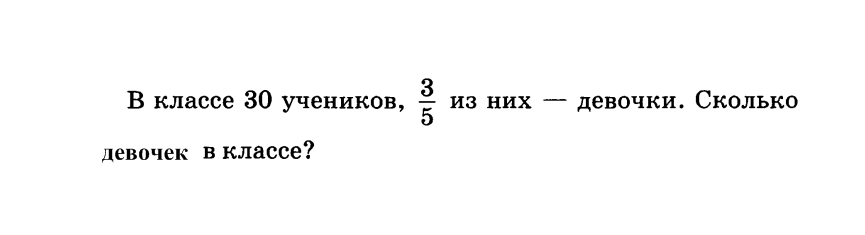 В классе 30 учеников, 3/5 из них — девочки. Сколько
девочек в классе?